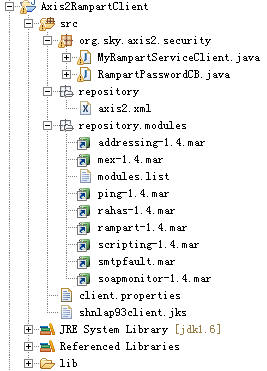 Axis2RampartClient
src
org.sky.axis2.security
MyRampartServiceClient.java
RampartPasswordCB.java
repository
axis2.xml
repository.modules
addressing-1.4.mar
mex-1.4.mar
modules.list
ping-1.4.mar
rahas-1.4.mar
rampart-1.4.mar
scripting-1.4.mar
smtpfault.mar
soapmonitor-1.4.mar
client.properties
shnlap93client.jks
JRE System Library [jdk1.6]
Referenced Libraries
lib